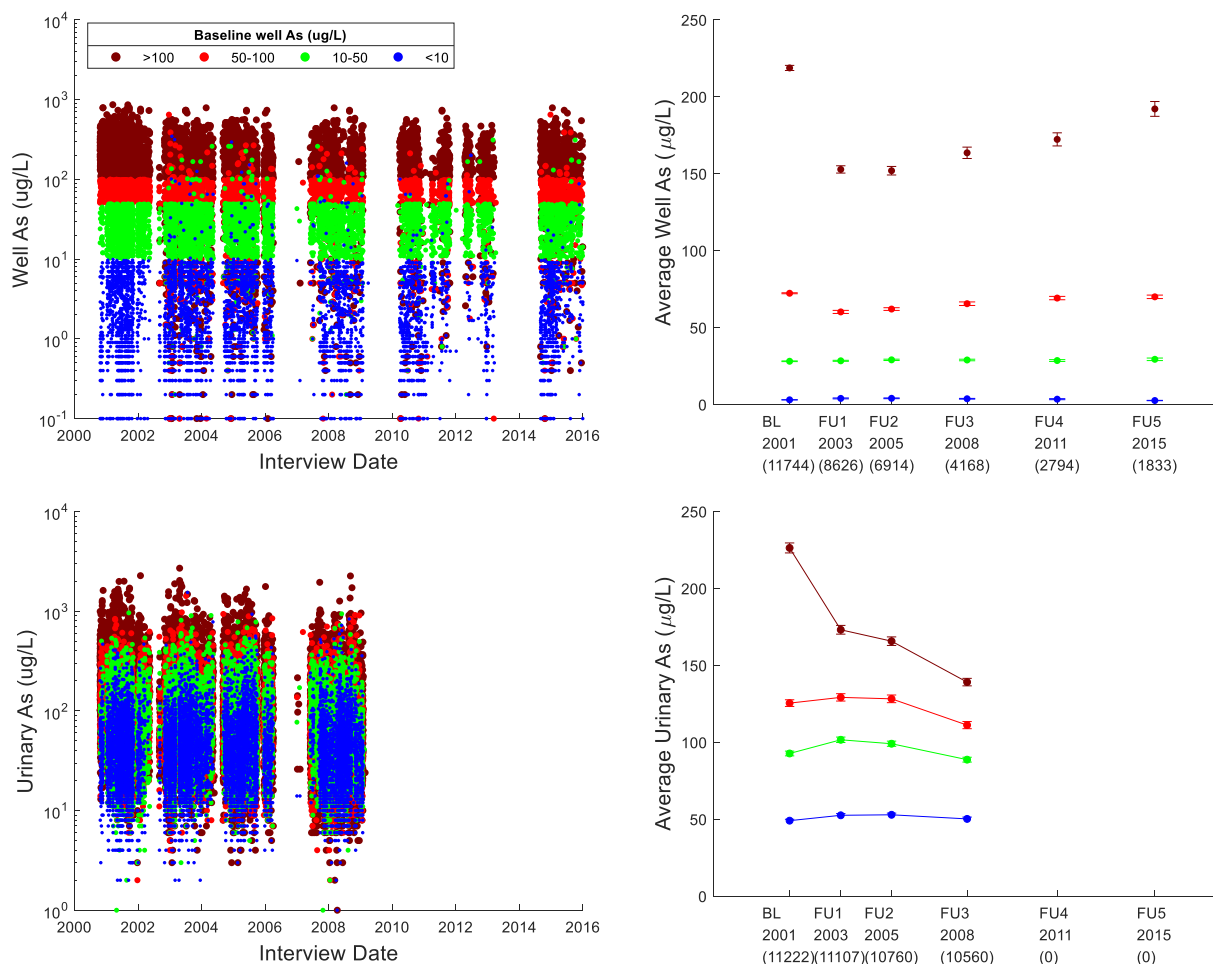 Baseline well As (ug/L)
>100 50-100 10-50 <10
Well As (ug/L)
10^4
10^3
10^2
10^1
10^0
10^-1
2000 2002 2004 2006 2008 2010 2012 2014 2016
Interview Date
Average Well As (μg/L)
250
200
150
100
50
0
BL FU1 FU2 FU3 FU4 FU5
2001 2003 2005 2008 2011 2015
(11744) (8626) (6914) (4168) (2794) (1833)
Urinary As (ug/L)
10^4
10^3
10^2
10^1
10^0
2000 2002 2004 2006 2008 2010 2012 2014 2016
Interview Date
Average Urinary As (μg/L)
250
200
150
100
50
0
BL FU1 FU2 FU3 FU4 FU5
2001 2003 2005 2008 2011 2015
(11222) (11107) (10760) (10560) (0) (0)